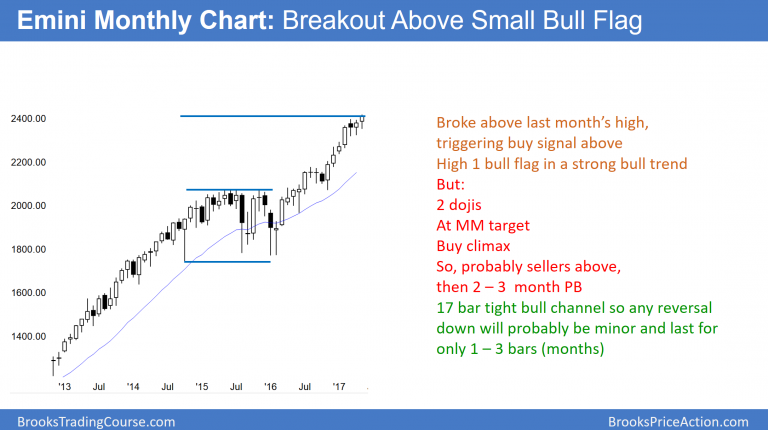 Emini Monthly Chart: Breakout Above Small Bull Flag
2400.00
2200.00
2000.00
1800.00
1600.00
1400.00
'13 Jul '14 Jul '15 Jul '16 Jul '17
Broke above last month's high,
triggering buy signal above
High 1 bull flag in a strong bull trend
But:
2 dojis
At MM target
Buy climax
So, probably sellers above,
then 2 – 3 month PB
17 bar tight bull channel so any reversal
down will probably be minor and last for
only 1 – 3 bars (months)
BrooksTradingCourse.com
BrooksPriceAction.com